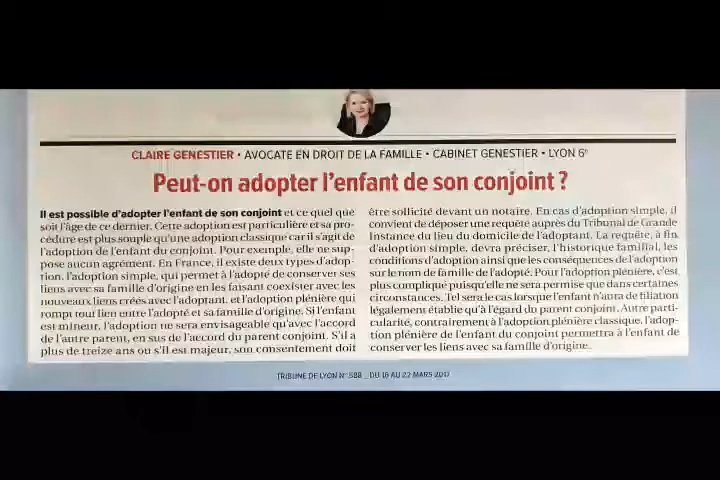 CLAIRE GENESTIER • AVOCATE EN DROIT DE LA FAMILLE • CABINET GENESTIER • LYON 6e
Peut-on adopter l'enfant de son conjoint ?
Il est possible d'adopter l'enfant de son conjoint et ce quel que
soit l'âge de ce dernier. Cette adoption est particulière et sa pro-
cédure est plus souple qu'une adoption classique car il s'agit de
l'adoption de l'enfant du conjoint. Pour exemple, elle ne sup-
pose aucun agrément. En France, il existe deux types d'adop-
tion, l'adoption simple, qui permet à l'adopté de conserver ses
liens avec sa famille d'origine en les faisant coexister avec les
nouveaux liens créés avec l'adoptant, et l'adoption plénière qui
rompt tout lien entre l'adopté et sa famille d'origine. Si l'enfant
est mineur, l'adoption ne sera envisageable qu'avec l'accord
de l'autre parent, en sus de l'accord du parent conjoint. S'il a
plus de treize ans ou s'il est majeur, son consentement doit
être sollicité devant un notaire. En cas d'adoption simple, il
convient de déposer une requête auprès du Tribunal de Grande
Instance du lieu du domicile de l'adoptant. La requête, à fin
d'adoption simple, devra préciser, l'historique familial, les
conditions d'adoption ainsi que les conséquences de l'adoption
sur le nom de famille de l'adopté. Pour l'adoption plénière, c'est
plus compliqué puisqu'elle ne sera permise que dans certaines
circonstances. Tel sera le cas lorsque l'enfant n'aura de filiation
légalement établie qu'à l'égard du parent conjoint. Autre parti-
cularité, contrairement à l'adoption plénière classique, l'adop-
tion plénière de l'enfant du conjoint permettra à l'enfant de
conserver les liens avec sa famille d'origine.
TRIBUNE DE LYON N° 588 _ DU 16 AU 22 MARS 2017